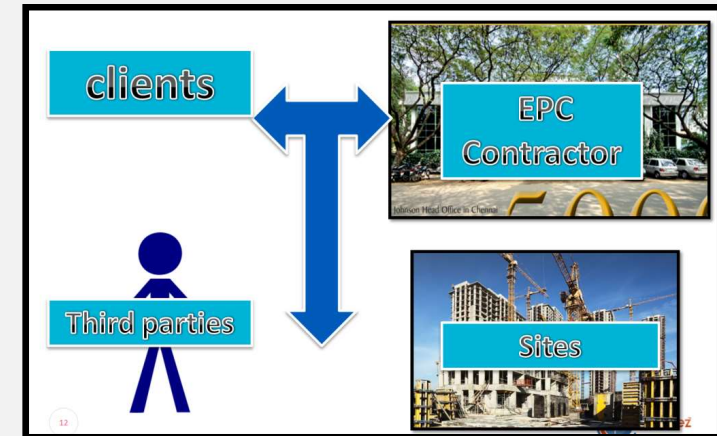 clients
EPC
Contractor
Johnson Head Office in Chennai
Third parties
Sites
12